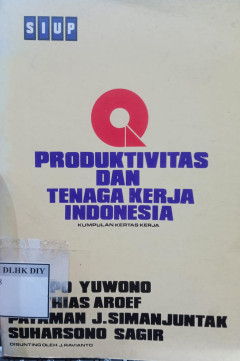 SIUP
PRODUKTIVITAS
DAN
TENAGA KERJA
INDONESIA
KUMPULAN KERTAS KERJA
DLHK DIY
YUWONO
AROEF
PAYAMAN J. SIMANJUNTAK
SUHARSONO SAGIR
DISUNTING OLEH J. RAVIANTO